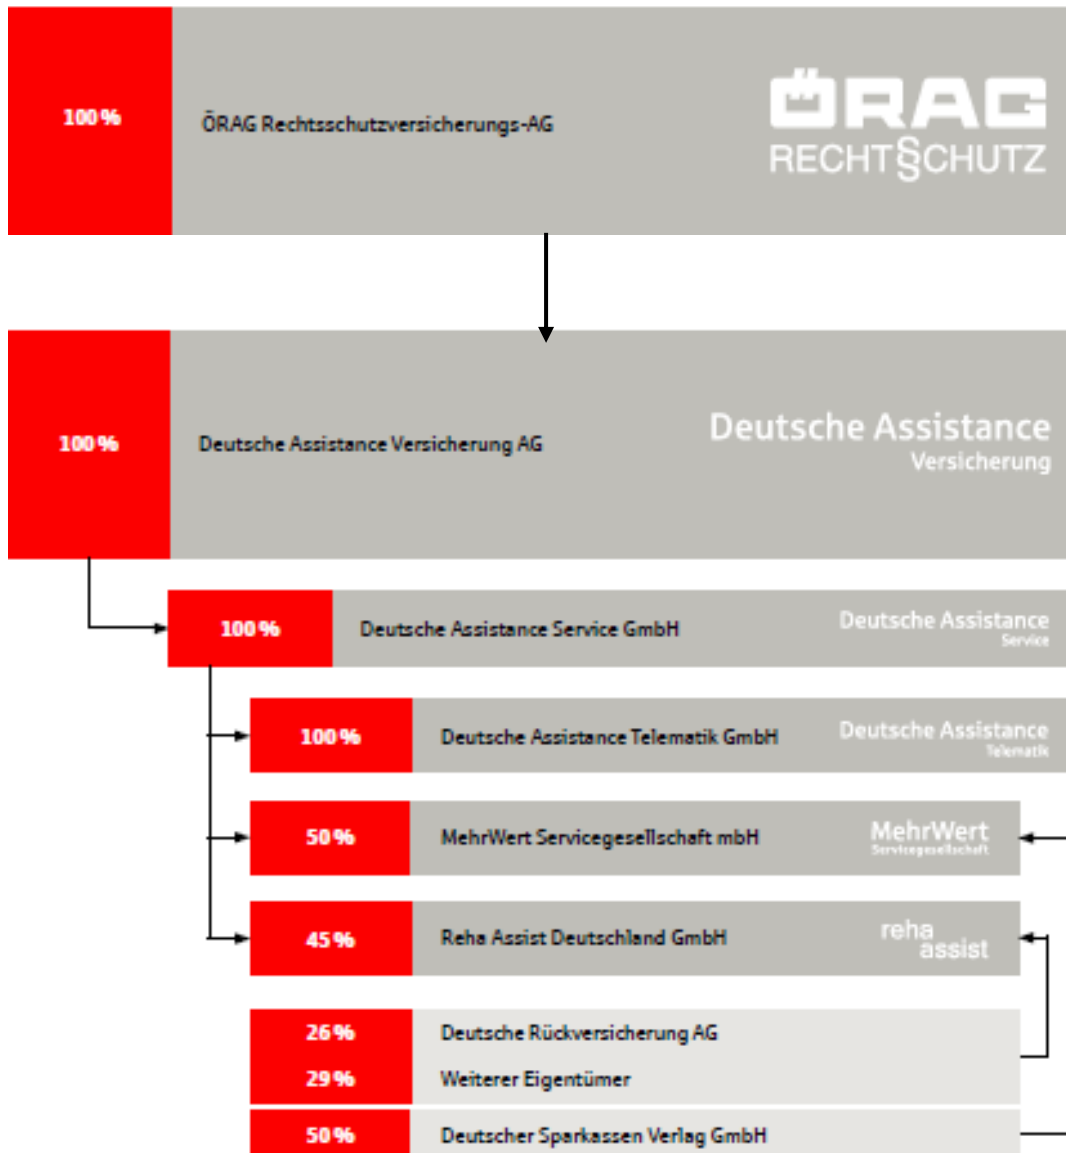 100 %
ÖRAG Rechtsschutzversicherungs-AG
ÖRAG
RECHT§CHUTZ
100 %
Deutsche Assistance Versicherung AG
Deutsche Assistance
Versicherung
100 %
Deutsche Assistance Service GmbH
Deutsche Assistance
Service
100 %
Deutsche Assistance Telematik GmbH
Deutsche Assistance
Telematik
50 %
MehrWert Servicegesellschaft mbH
MehrWert
Servicegesellschaft
45 %
Reha Assist Deutschland GmbH
reha
assist
26 %
Deutsche Rückversicherung AG
29 %
Weiterer Eigentümer
50 %
Deutscher Sparkassen Verlag GmbH